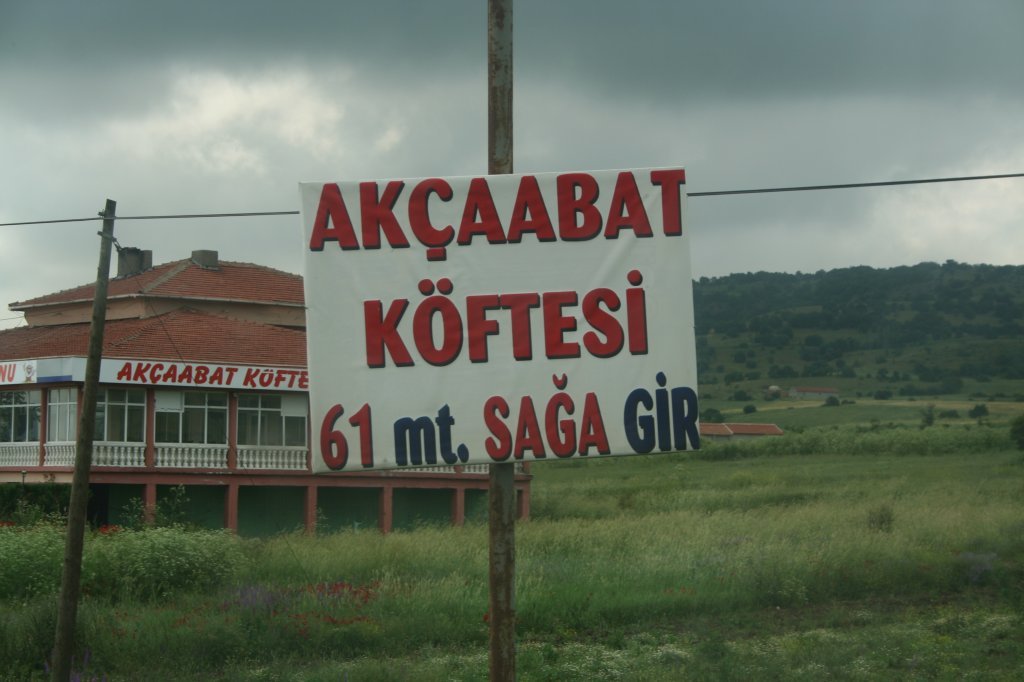 AKÇAABAT
KÖFTESİ
61 mt. SAĞA GİR
AKÇAABAT KÖFTE